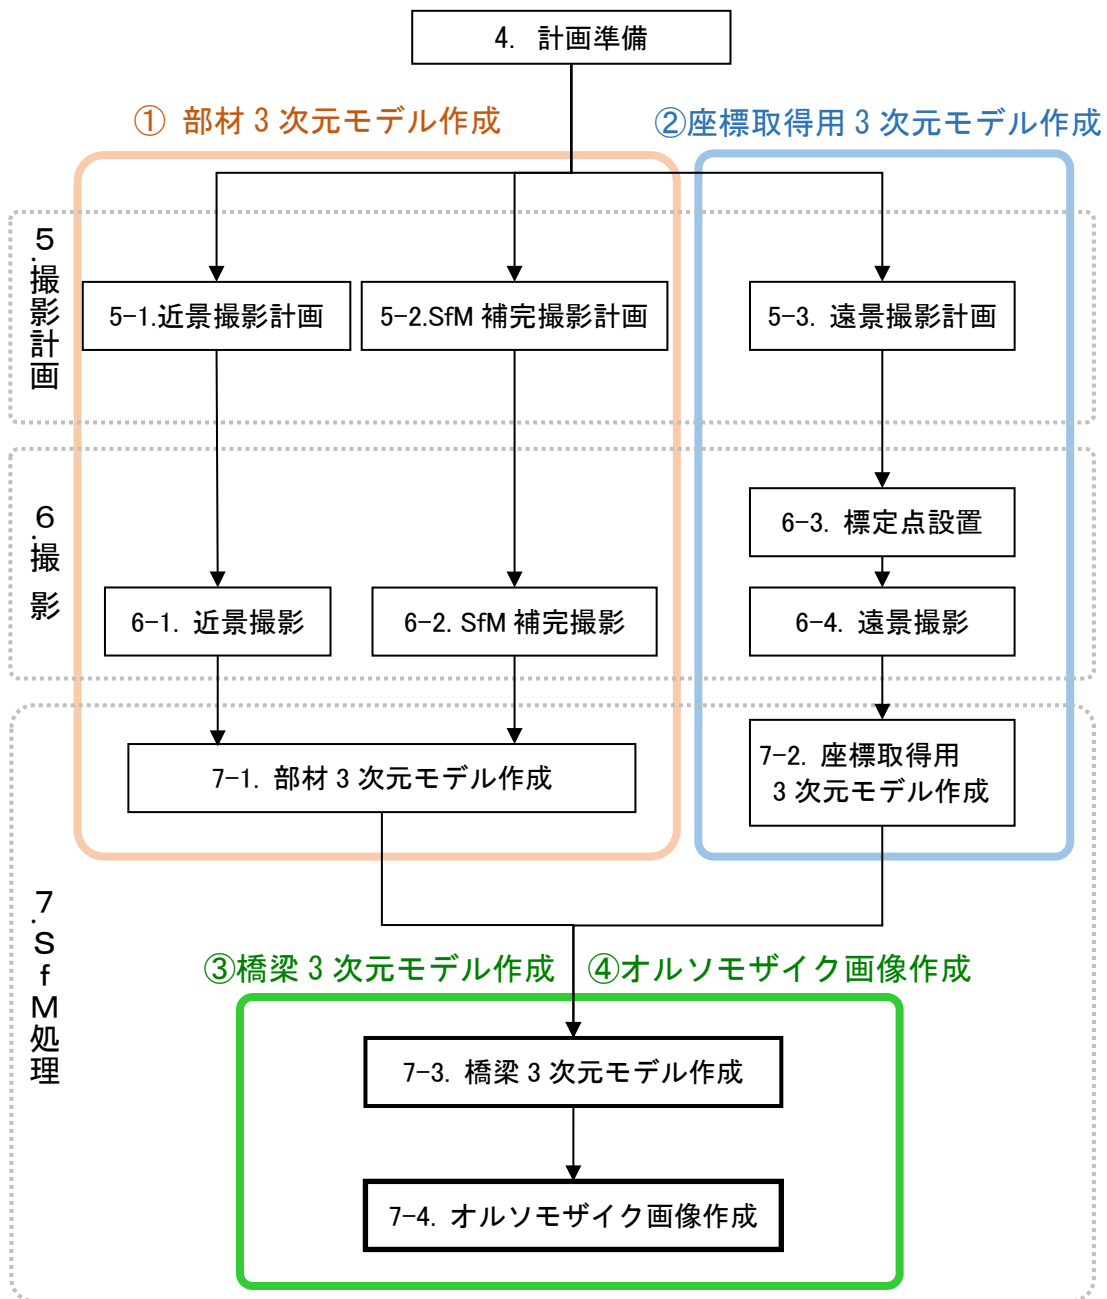 4. 計画準備
① 部材 3 次元モデル作成
②座標取得用 3 次元モデル作成
5.撮影計画
5-1.近景撮影計画
5-2.SfM 補完撮影計画
5-3. 遠景撮影計画
6.撮影
6-3. 標定点設置
6-1. 近景撮影
6-2. SfM 補完撮影
6-4. 遠景撮影
7.SfM処理
7-1. 部材 3 次元モデル作成
7-2. 座標取得用
3 次元モデル作成
③橋梁 3 次元モデル作成
④オルソモザイク画像作成
7-3. 橋梁 3 次元モデル作成
7-4. オルソモザイク画像作成